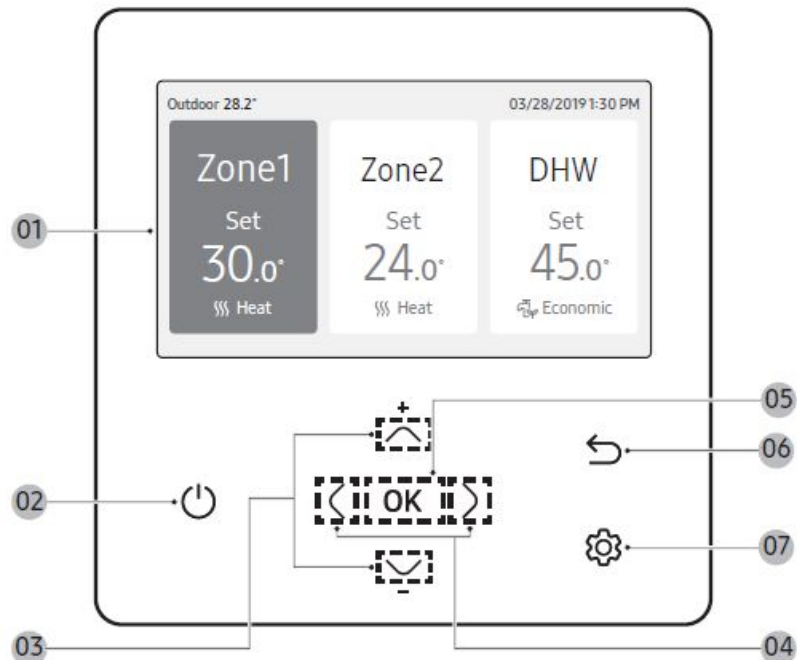 Outdoor 28.2° 03/28/2019 1:30 PM
Zone1 Zone2 DHW
Set Set Set
30.0° 24.0° 45.0°
Heat Heat Economic
01
+
05
06
OK
02
07
-
03 04